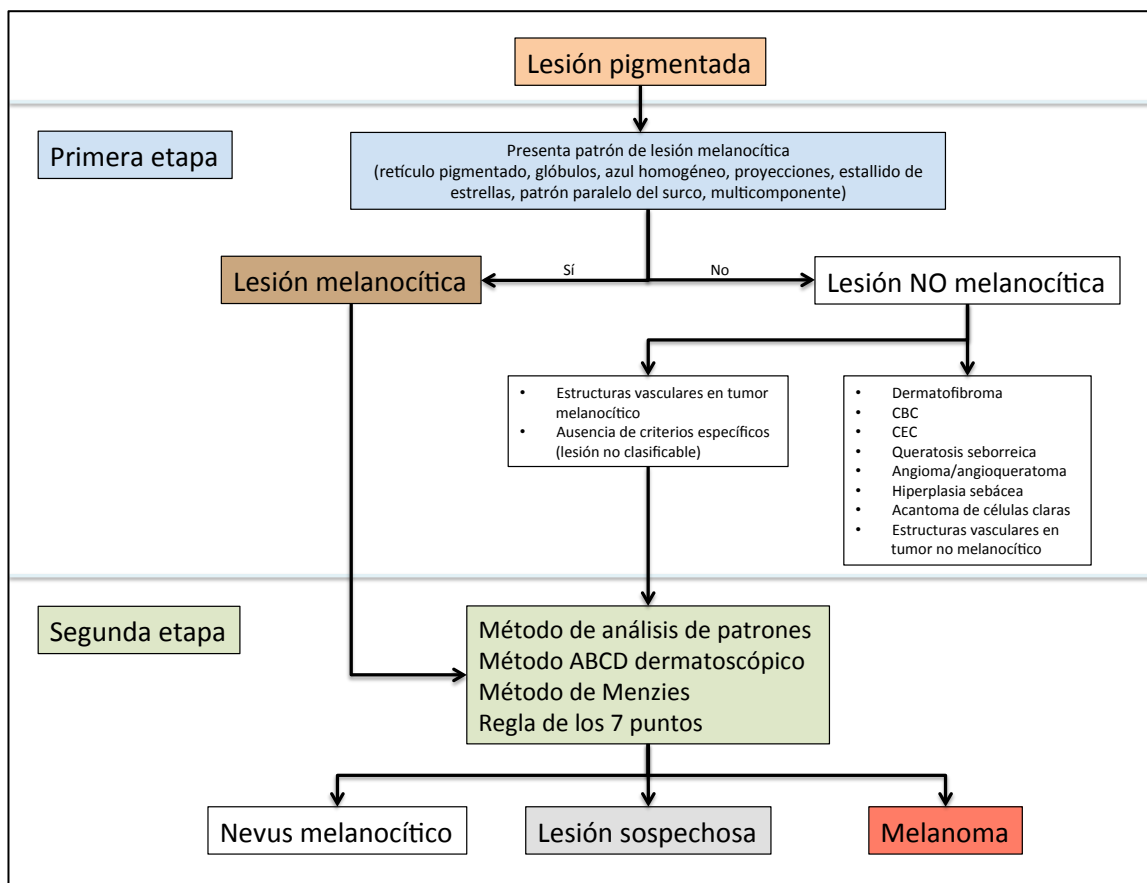 Lesión pigmentada
Primera etapa
Presenta patrón de lesión melanocítica
(retículo pigmentado, glóbulos, azul homogéneo, proyecciones, estallido de
estrellas, patrón paralelo del surco, multicomponente)
Sí
No
Lesión melanocítica
Lesión NO melanocítica
• Estructuras vasculares en tumor
melanocítico
• Ausencia de criterios específicos
(lesión no clasificable)
• Dermatofibroma
• CBC
• CEC
• Queratosis seborreica
• Angioma/angioqueratoma
• Hiperplasia sebácea
• Acantoma de células claras
• Estructuras vasculares en
tumor no melanocítico
Segunda etapa
Método de análisis de patrones
Método ABCD dermatoscópico
Método de Menzies
Regla de los 7 puntos
Nevus melanocítico
Lesión sospechosa
Melanoma